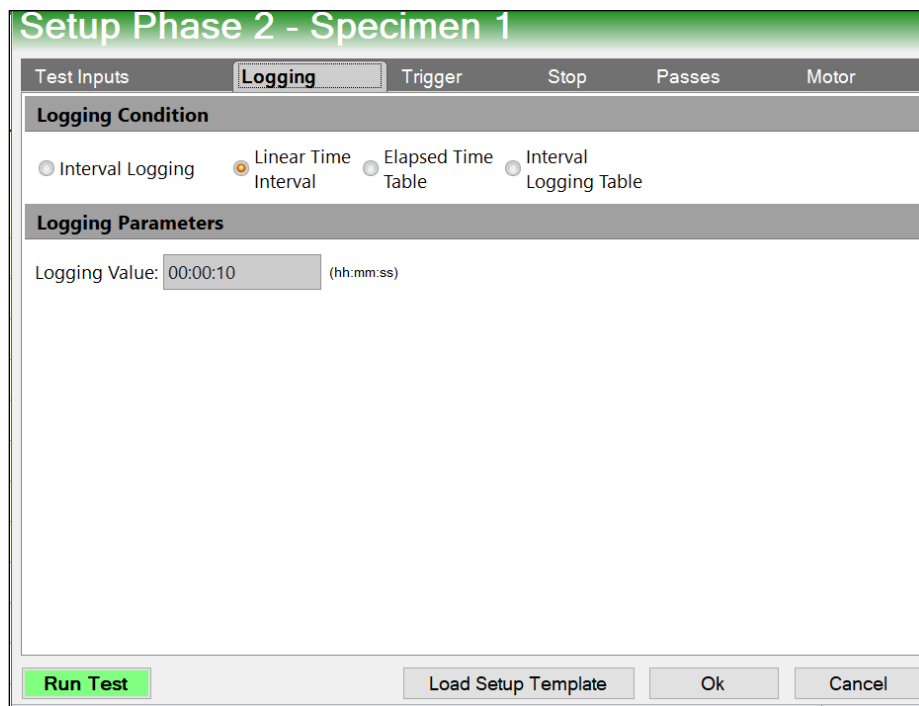 Setup Phase 2 - Specimen 1
Test Inputs Logging Trigger Stop Passes Motor
Logging Condition
Interval Logging
Linear Time
Interval
Elapsed Time
Table
Interval
Logging Table
Logging Parameters
Logging Value: 00:00:10 (hh:mm:ss)
Run Test Load Setup Template Ok Cancel